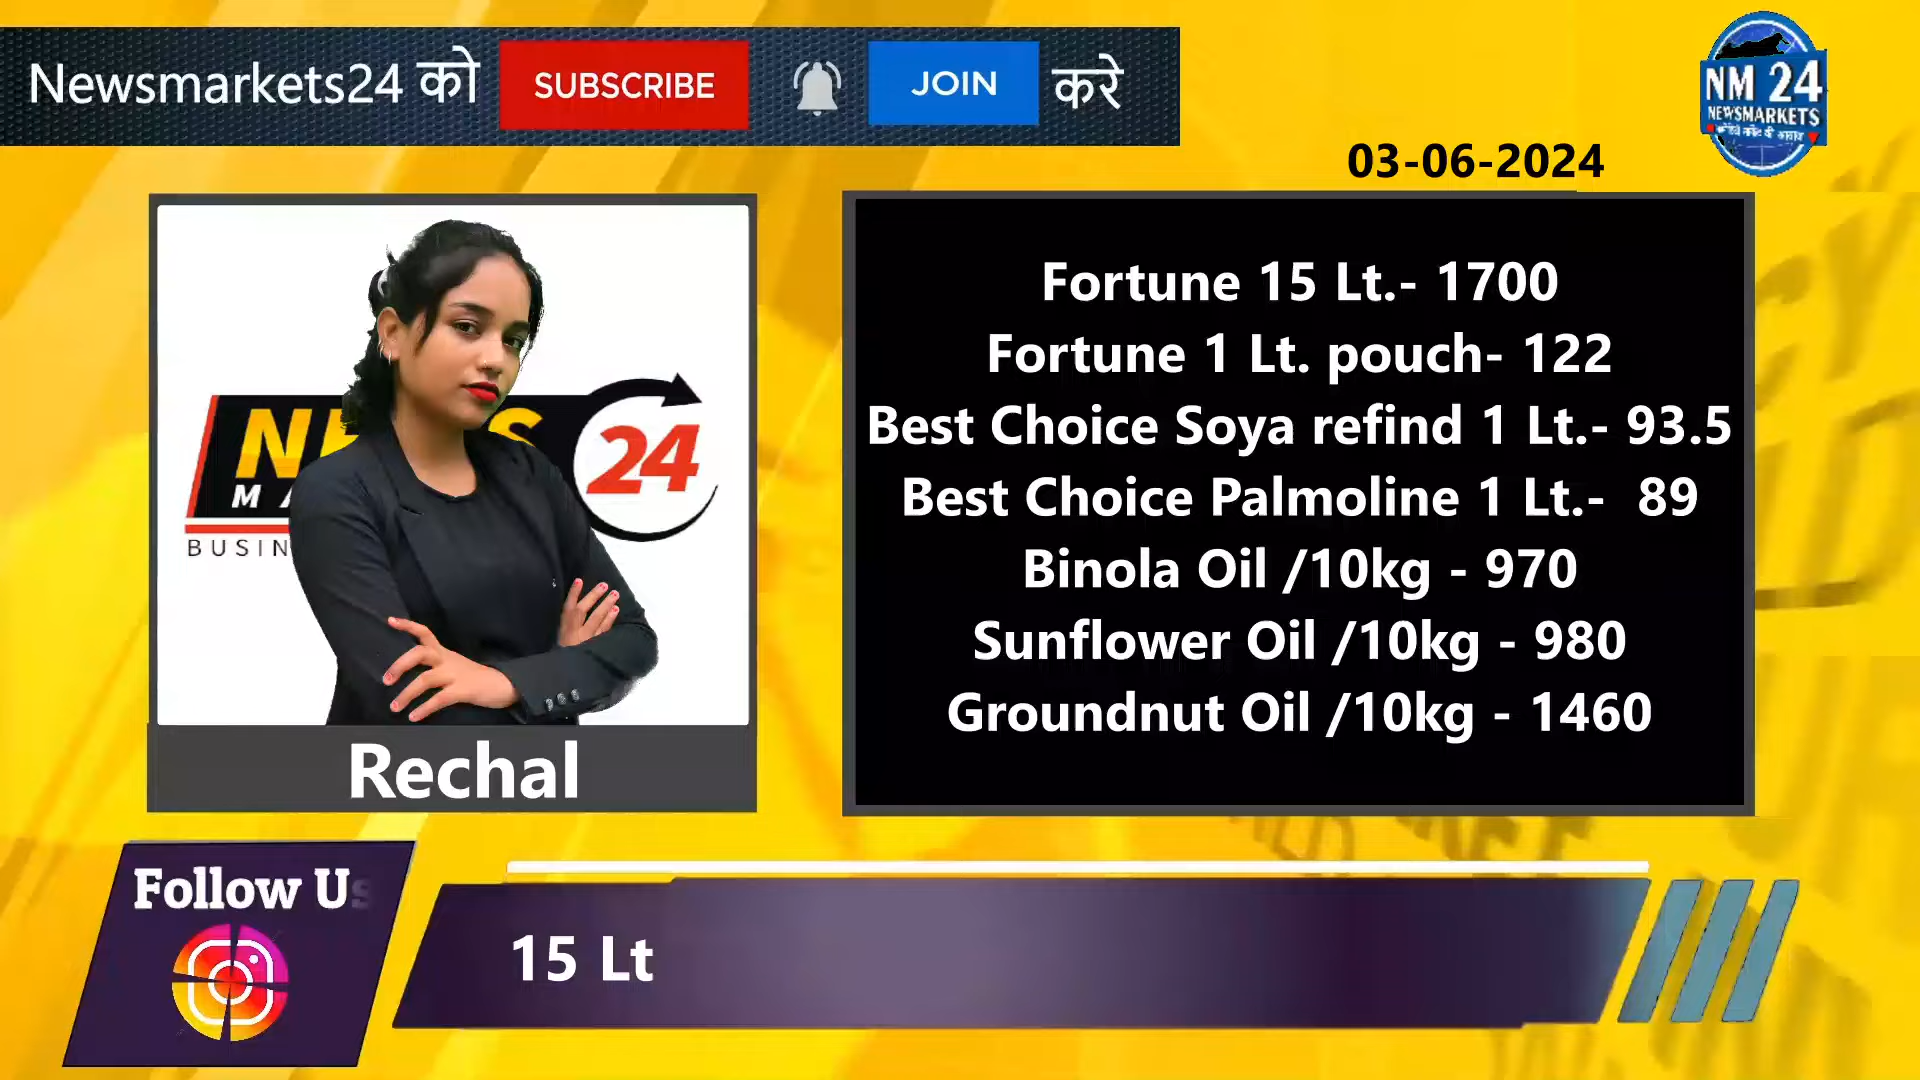 Newsmarkets24 को SUBSCRIBE JOIN करे
NM 24
NEWSMARKETS
03-06-2024
24
BUSIN
Rechal
Fortune 15 Lt.- 1700
Fortune 1 Lt. pouch- 122
Best Choice Soya refind 1 Lt.- 93.5
Best Choice Palmoline 1 Lt.- 89
Binola Oil /10kg - 970
Sunflower Oil /10kg - 980
Groundnut Oil /10kg - 1460
Follow Us
15 Lt